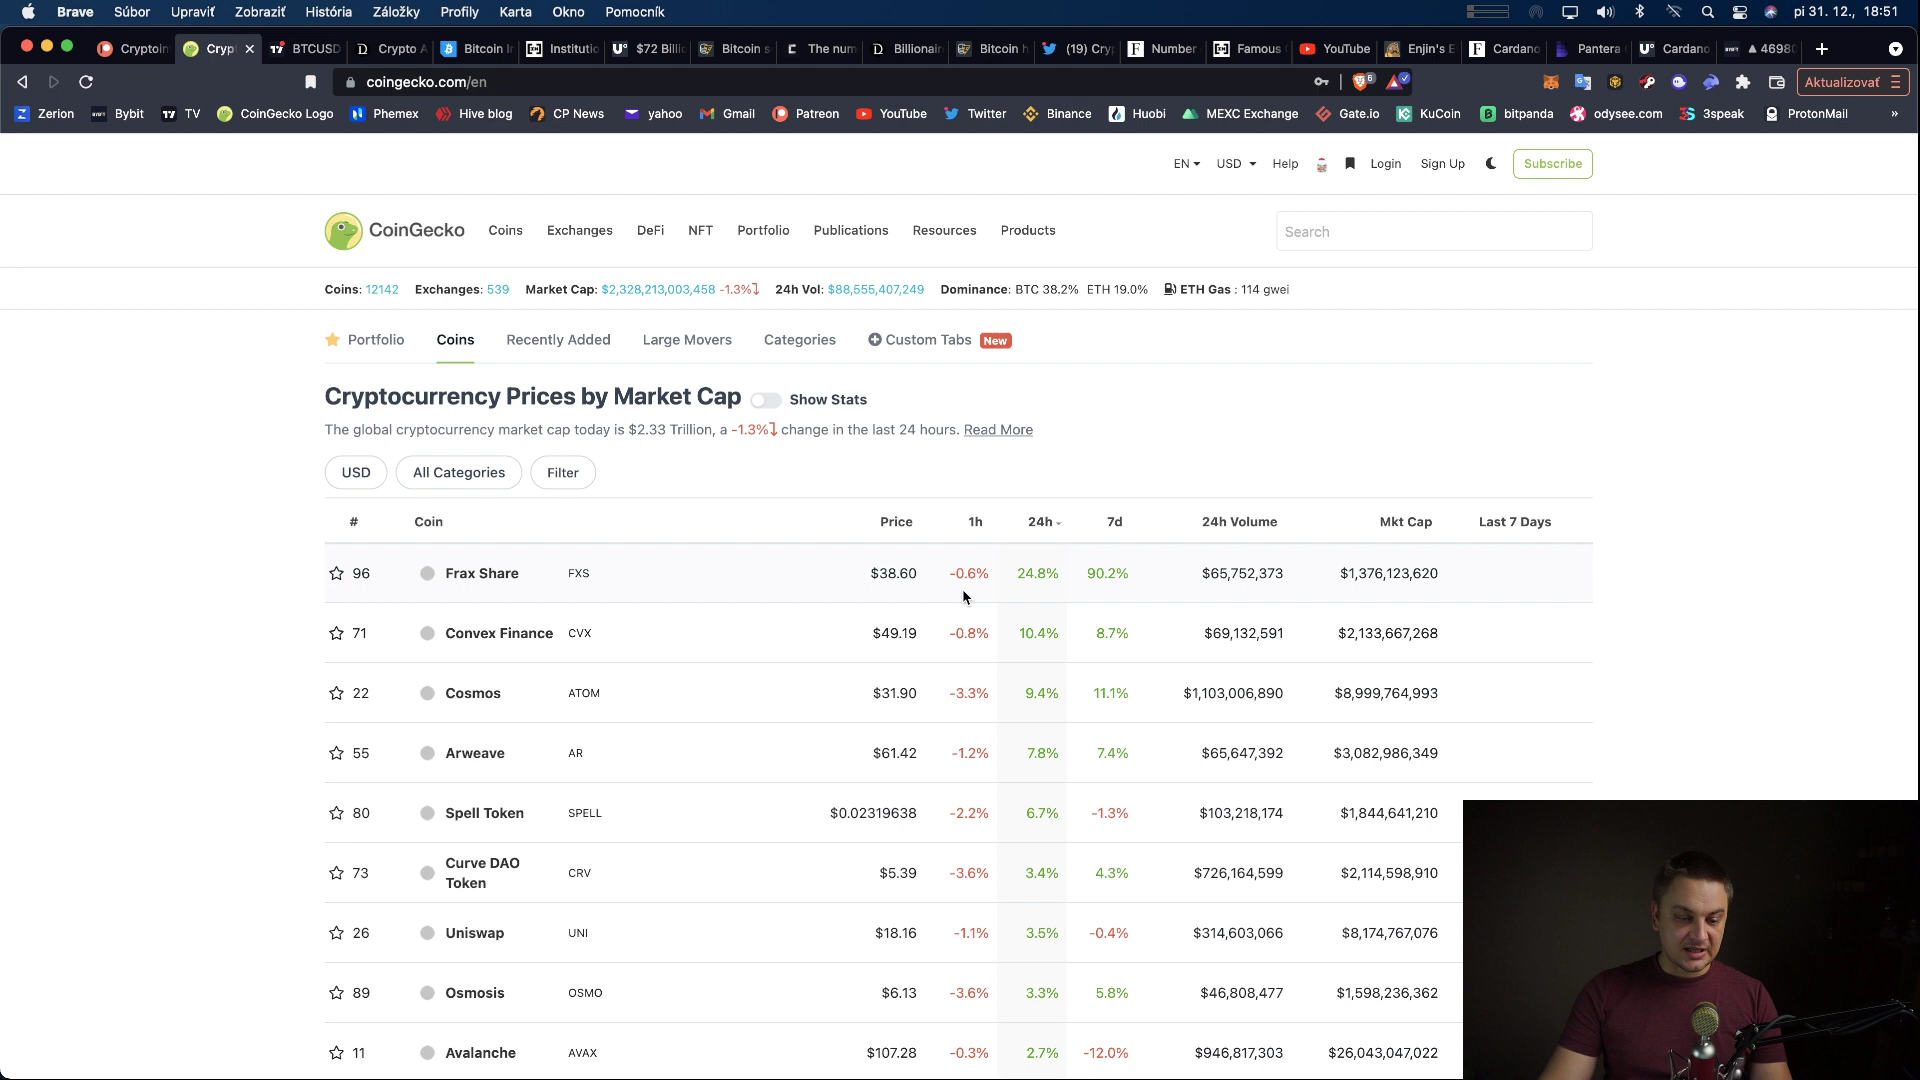 Brave Súbor Upraviť Zobraziť História Záložky Profily Karta Okno Pomocník pi 31. 12., 18:51
Cryptoin Cryp BTCUSD Crypto A Bitcoin I Institutio $72 Billi Bitcoin s The num Billionai Bitcoin h (19) Cry Number Famous YouTube Enjin's E Cardano Pantera Cardano 4698
coingecko.com/en 6 Aktualizovať
Zerion Bybit TV CoinGecko Logo Phemex Hive blog CP News yahoo Gmail Patreon YouTube Twitter Binance Huobi MEXC Exchange Gate.io KuCoin bitpanda odysee.com 3speak ProtonMail »
EN USD Help Login Sign Up Subscribe
CoinGecko Coins Exchanges DeFi NFT Portfolio Publications Resources Products Search
Coins: 12142 Exchanges: 539 Market Cap: $2,328,213,003,458 -1.3% 24h Vol: $88,555,407,249 Dominance: BTC 38.2% ETH 19.0% ETH Gas : 114 gwei
Portfolio Coins Recently Added Large Movers Categories Custom Tabs New
Cryptocurrency Prices by Market Cap Show Stats
The global cryptocurrency market cap today is $2.33 Trillion, a -1.3% change in the last 24 hours. Read More
USD All Categories Filter
# Coin Price 1h 24h 7d 24h Volume Mkt Cap Last 7 Days
96 Frax Share FXS $38.60 -0.6% 24.8% 90.2% $65,752,373 $1,376,123,620
71 Convex Finance CVX $49.19 -0.8% 10.4% 8.7% $69,132,591 $2,133,667,268
22 Cosmos ATOM $31.90 -3.3% 9.4% 11.1% $1,103,006,890 $8,999,764,993
55 Arweave AR $61.42 -1.2% 7.8% 7.4% $65,647,392 $3,082,986,349
80 Spell Token SPELL $0.02319638 -2.2% 6.7% -1.3% $103,218,174 $1,844,641,210
73 Curve DAO Token CRV $5.39 -3.6% 3.4% 4.3% $726,164,599 $2,114,598,910
26 Uniswap UNI $18.16 -1.1% 3.5% -0.4% $314,603,066 $8,174,767,076
89 Osmosis OSMO $6.13 -3.6% 3.3% 5.8% $46,808,477 $1,598,236,362
11 Avalanche AVAX $107.28 -0.3% 2.7% -12.0% $946,817,303 $26,043,047,022